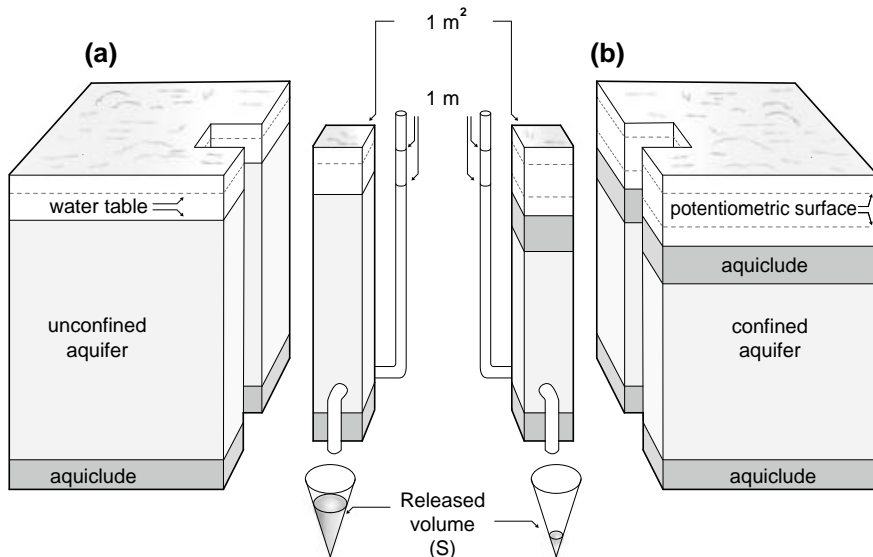 (a)
1 m²
(b)
1 m
water table
potentiometric surface
aquiclude
unconfined
aquifer
confined
aquifer
aquiclude
aquiclude
Released
volume
(S)